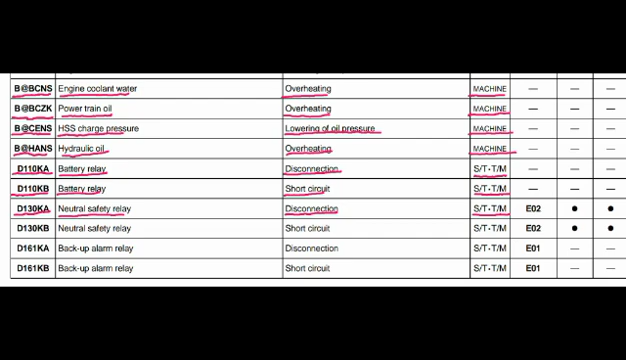 B@BCNS Engine coolant water Overheating MACHINE — — —
B@BCZK Power train oil Overheating MACHINE — — —
B@CENS HSS charge pressure Lowering of oil pressure MACHINE — — —
B@HANS Hydraulic oil Overheating MACHINE — — —
D110KA Battery relay Disconnection S/T·T/M — — —
D110KB Battery relay Short circuit S/T·T/M — — —
D130KA Neutral safety relay Disconnection S/T·T/M E02 ● ●
D130KB Neutral safety relay Short circuit S/T·T/M E02 ● ●
D161KA Back-up alarm relay Disconnection S/T·T/M E01 — —
D161KB Back-up alarm relay Short circuit S/T·T/M E01 — —